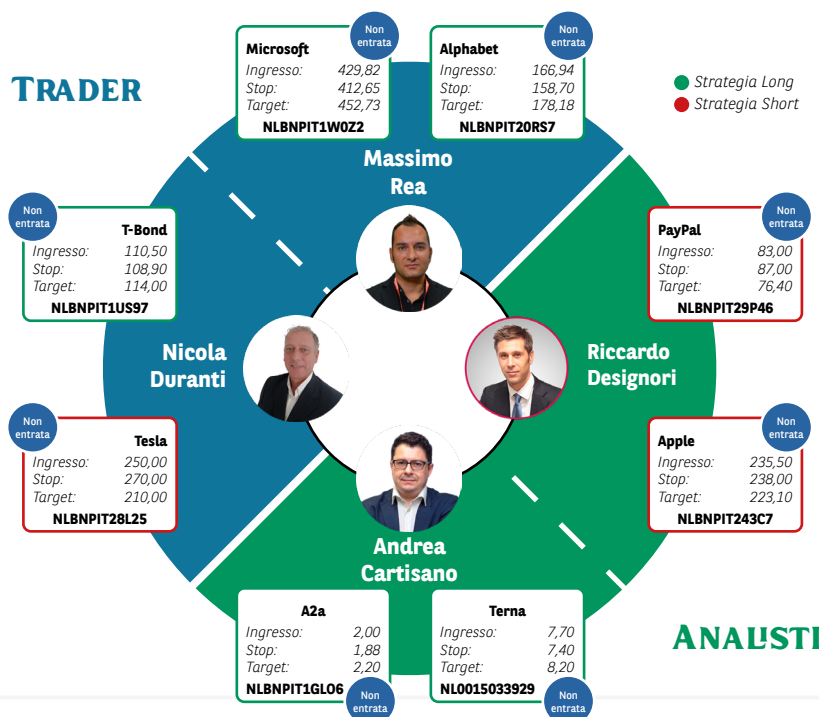 TRADER
Non
entrata
Microsoft
Ingresso: 429,82
Stop: 412,65
Target: 452,73
NLBNPIT1W0Z2
Non
entrata
Alphabet
Ingresso: 166,94
Stop: 158,70
Target: 178,18
NLBNPIT20RS7
Strategia Long
Strategia Short
Massimo
Rea
Non
entrata
T-Bond
Ingresso: 110,50
Stop: 108,90
Target: 114,00
NLBNPIT1US97
Non
entrata
PayPal
Ingresso: 83,00
Stop: 87,00
Target: 76,40
NLBNPIT29P46
Nicola
Duranti
Riccardo
Designori
Non
entrata
Tesla
Ingresso: 250,00
Stop: 270,00
Target: 210,00
NLBNPIT28L25
Non
entrata
Apple
Ingresso: 235,50
Stop: 238,00
Target: 223,10
NLBNPIT243C7
Andrea
Cartisano
A2a
Ingresso: 2,00
Stop: 1,88
Target: 2,20
NLBNPIT1GLO6
Non
entrata
Terna
Ingresso: 7,70
Stop: 7,40
Target: 8,20
NL0015033929
Non
entrata
ANALISTI